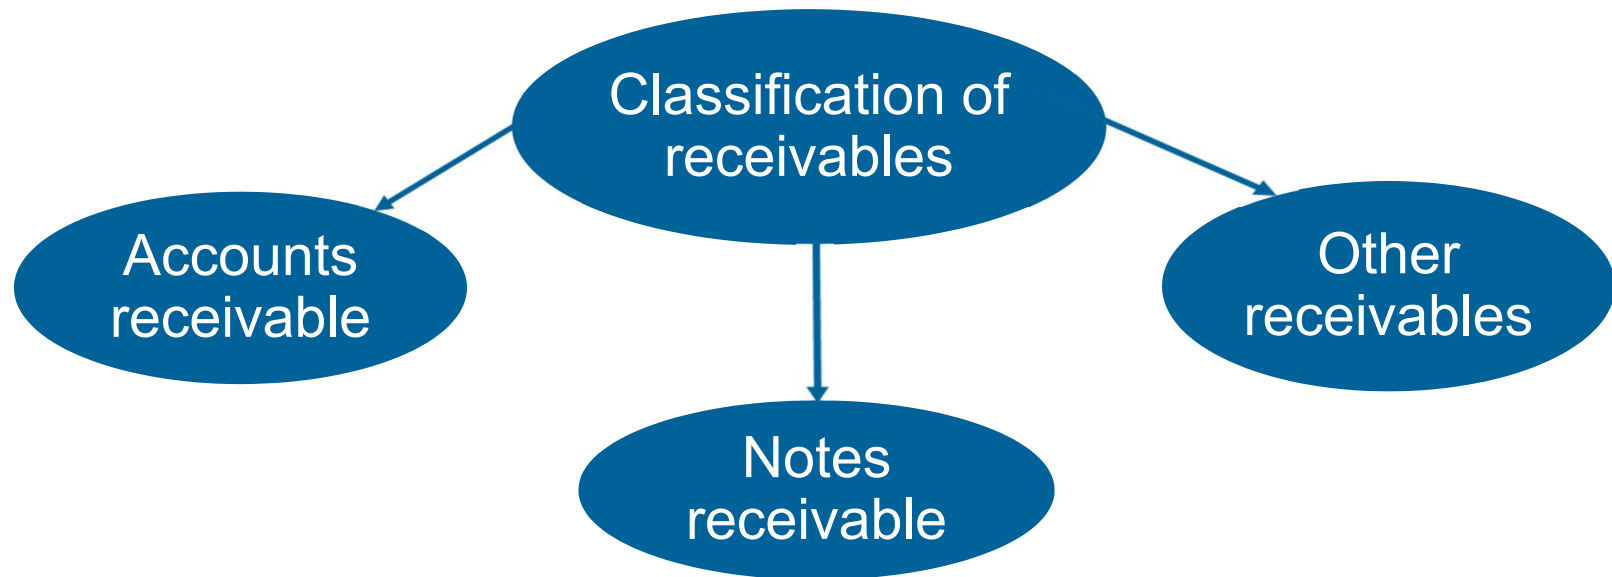 Classification of
receivables
Accounts
receivable
Other
receivables
Notes
receivable